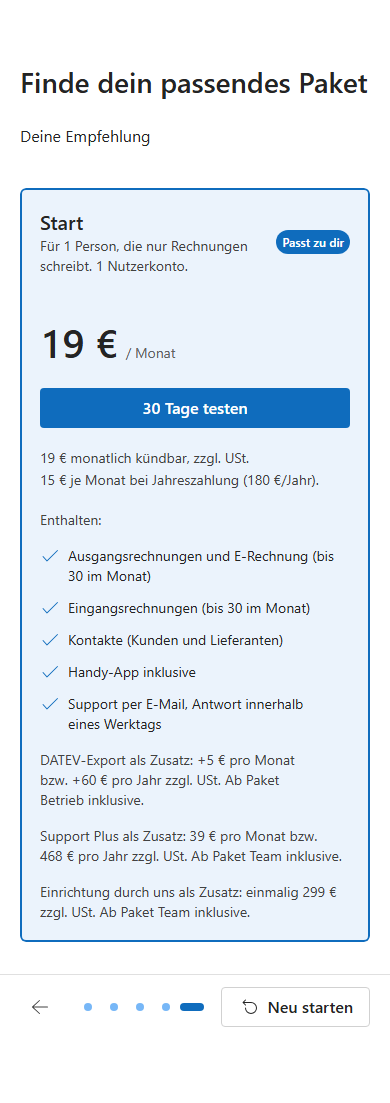 Finde dein passendes Paket
Deine Empfehlung
Start
Für 1 Person, die nur Rechnungen
schreibt. 1 Nutzerkonto.
Passt zu dir
19 € / Monat
30 Tage testen
19 € monatlich kündbar, zzgl. USt.
15 € je Monat bei Jahreszahlung (180 €/Jahr).
Enthalten:
Ausgangsrechnungen und E-Rechnung (bis
30 im Monat)
Eingangsrechnungen (bis 30 im Monat)
Kontakte (Kunden und Lieferanten)
Handy-App inklusive
Support per E-Mail, Antwort innerhalb
eines Werktags
DATEV-Export als Zusatz: +5 € pro Monat
bzw. +60 € pro Jahr zzgl. USt. Ab Paket
Betrieb inklusive.
Support Plus als Zusatz: 39 € pro Monat bzw.
468 € pro Jahr zzgl. USt. Ab Paket Team inklusive.
Einrichtung durch uns als Zusatz: einmalig 299 €
zzgl. USt. Ab Paket Team inklusive.
Neu starten